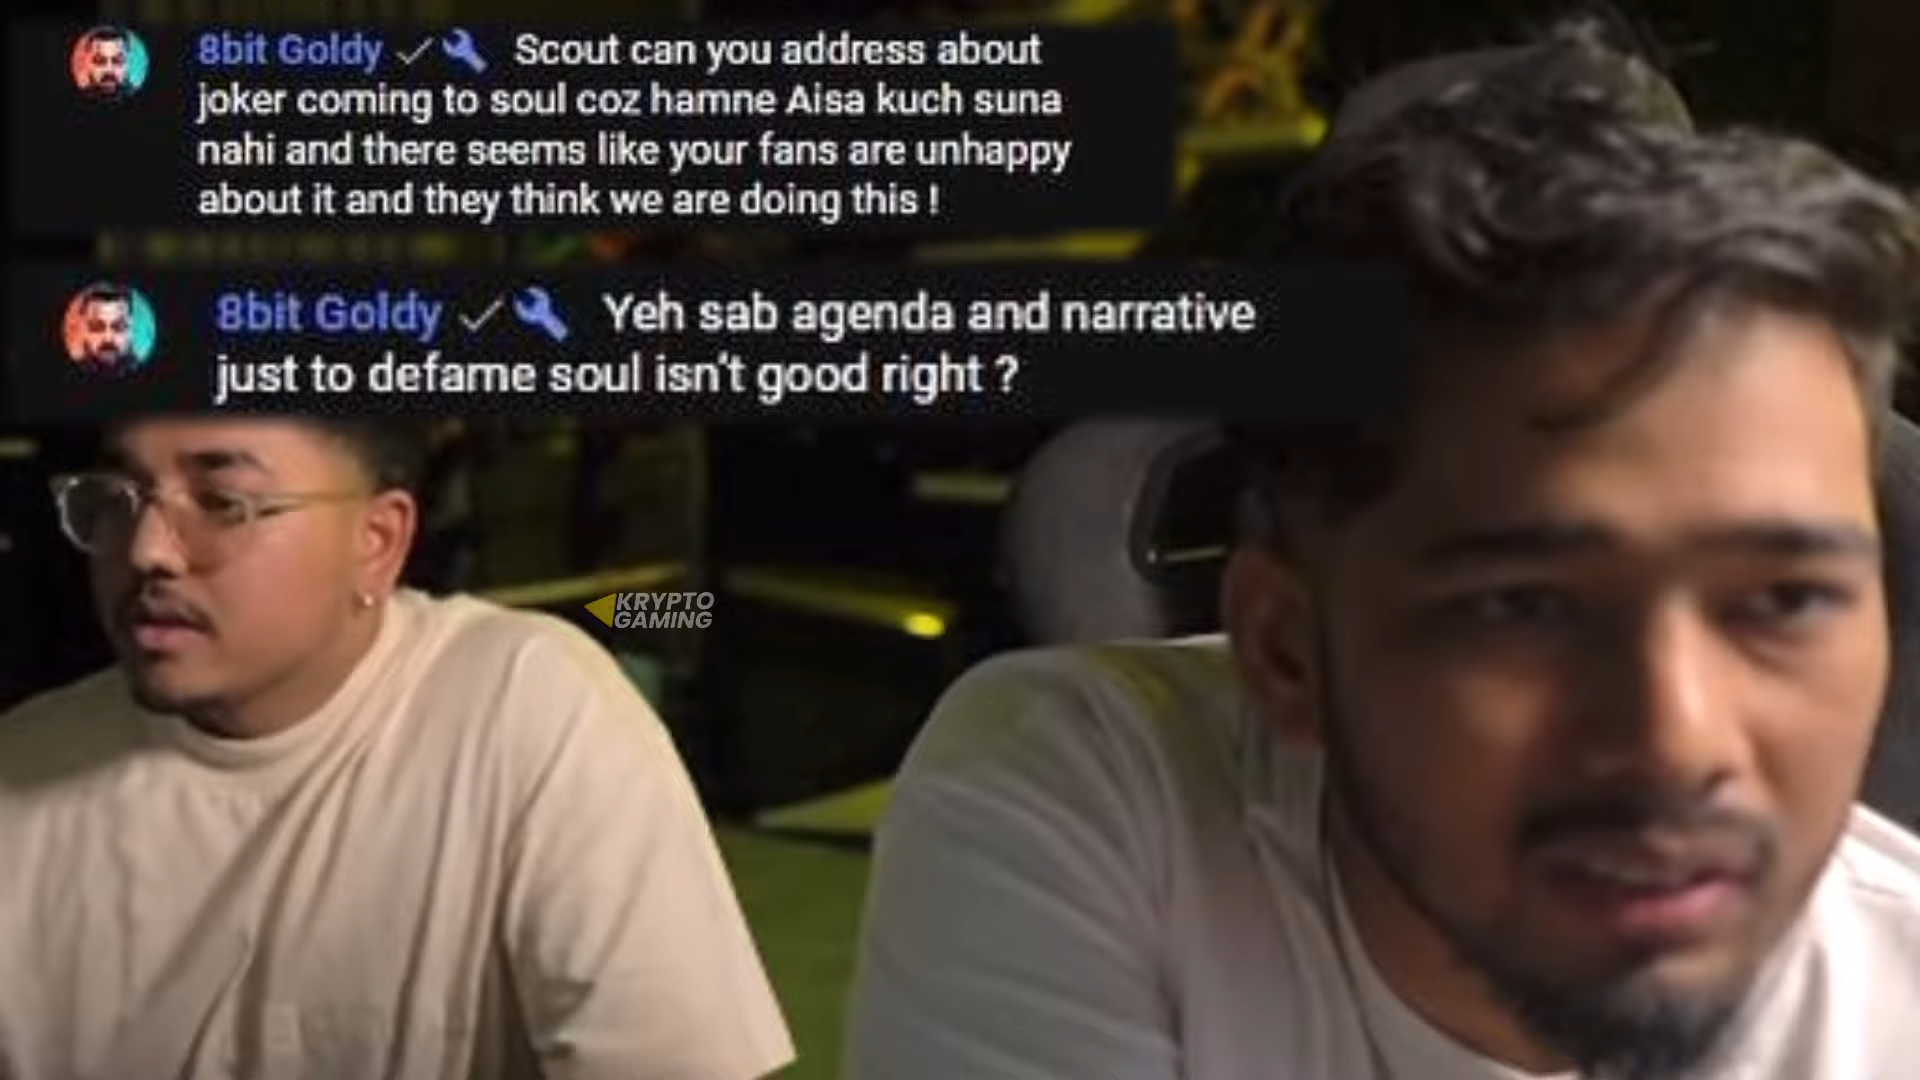 8bit Goldy Scout can you address about
joker coming to soul coz hamne Aisa kuch suna
nahi and there seems like your fans are unhappy
about it and they think we are doing this !
8bit Goldy Yeh sab agenda and narrative
just to defame soul isn't good right ?
KRYPTO
GAMING